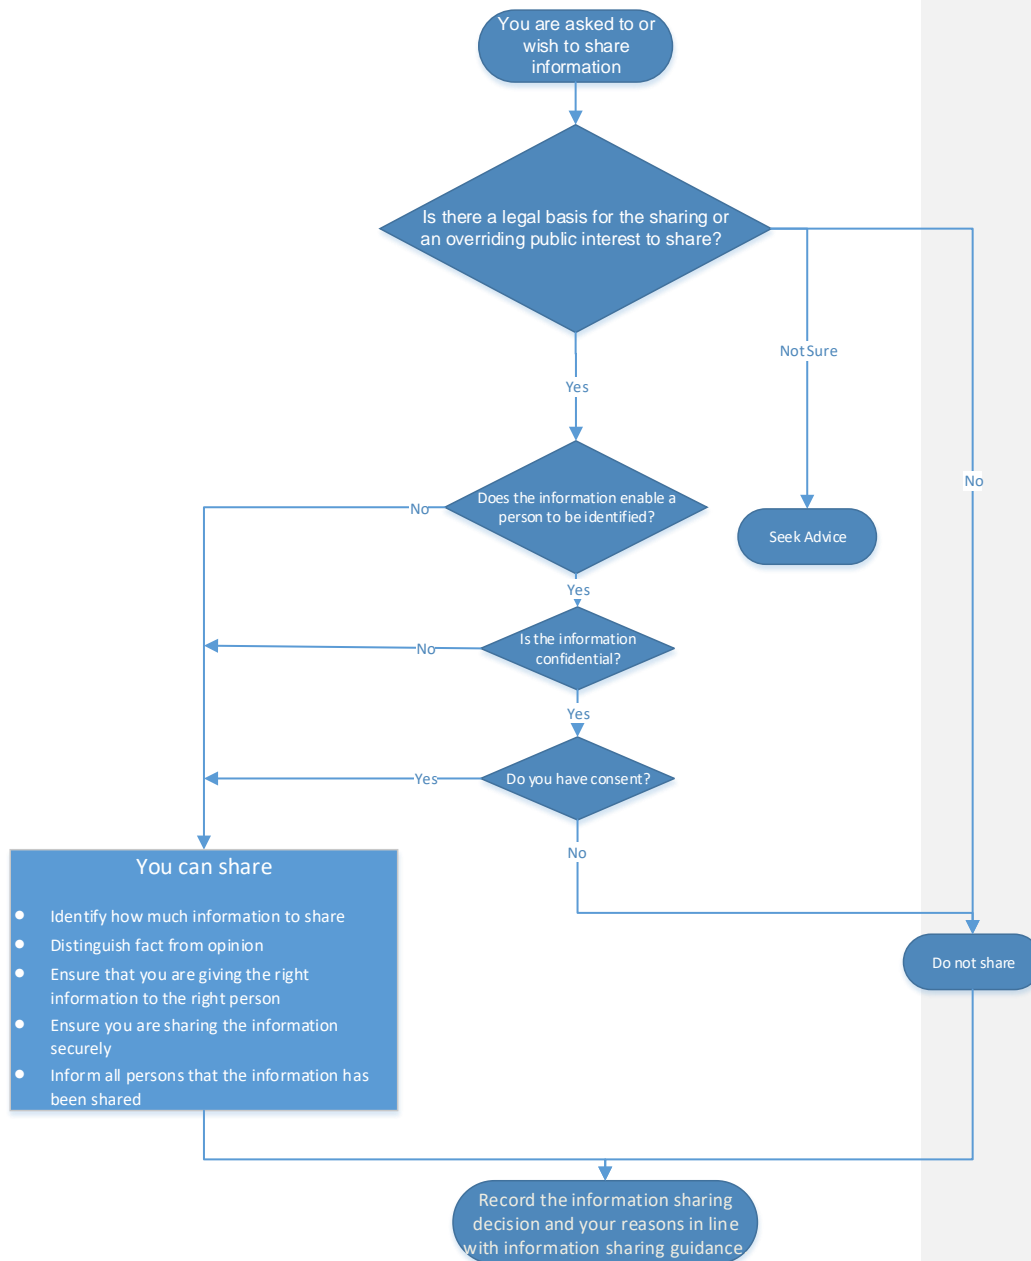 You are asked to or
wish to share
information
Is there a legal basis for the sharing or
an overriding public interest to share?
Not Sure
Yes
No
Does the information enable a
person to be identified?
No
Seek Advice
Yes
Is the information
confidential?
No
Yes
Do you have consent?
Yes
No
You can share
● Identify how much information to share
● Distinguish fact from opinion
● Ensure that you are giving the right
information to the right person
● Ensure you are sharing the information
securely
● Inform all persons that the information has
been shared
Do not share
Record the information sharing
decision and your reasons in line
with information sharing guidance